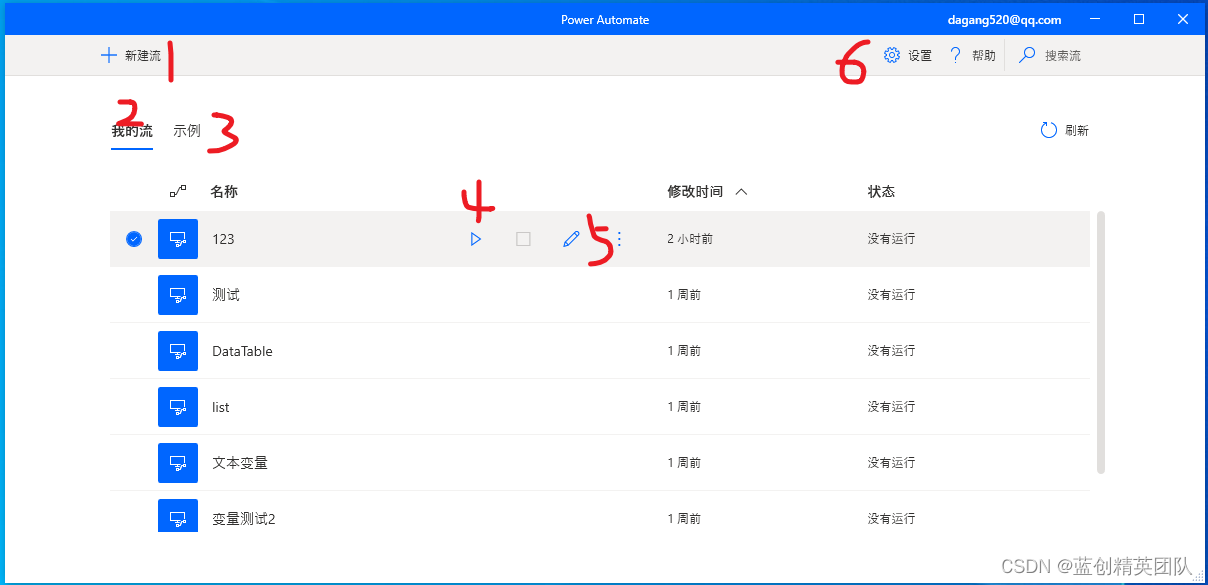 Power Automate dagang520@qq.com
新建流 1 6 设置 ? 帮助 搜索流
2 我的流 示例 3 刷新
名称 修改时间 状态
4 5
123 2 小时前 没有运行
测试 1 周前 没有运行
DataTable 1 周前 没有运行
list 1 周前 没有运行
文本变量 1 周前 没有运行
变量测试2 1 周前 没有运行
CSDN @蓝创精英团队